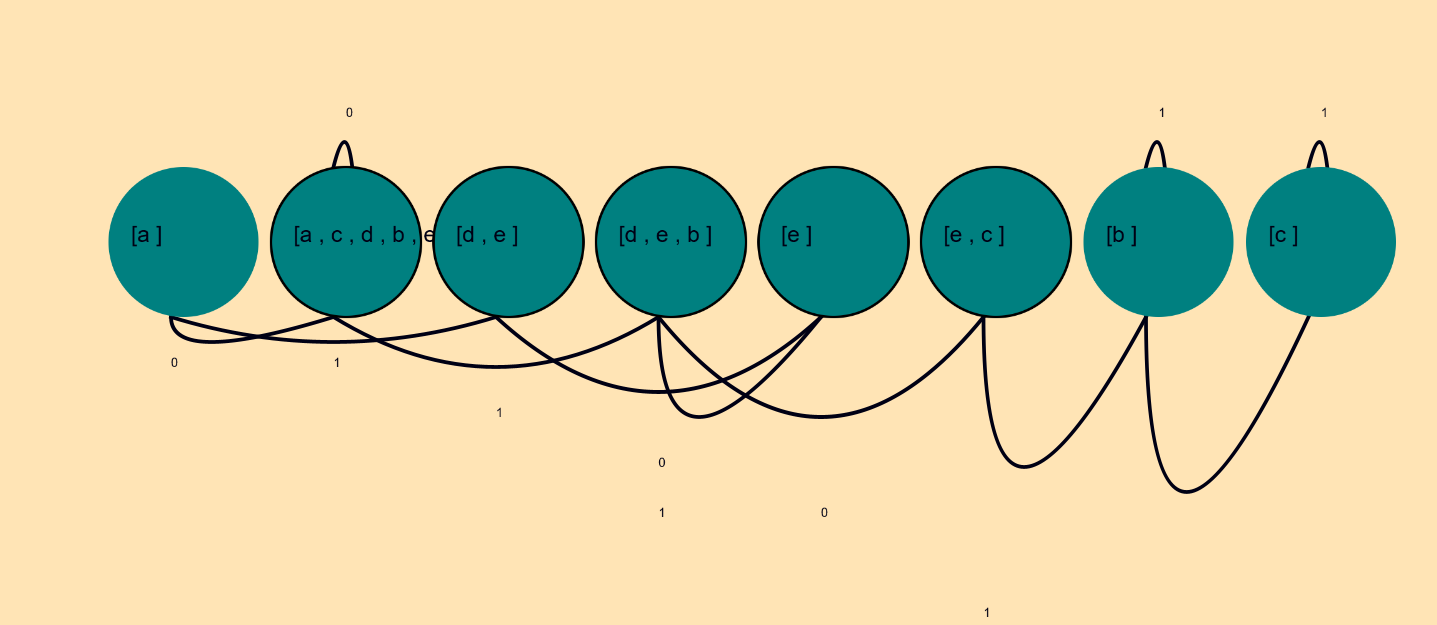 0 1 1
[a ] [a , c , d , b , e [d , e ] [d , e , b ] [e ] [e , c ] [b ] [c ]
0 1
1
0
1 0
1